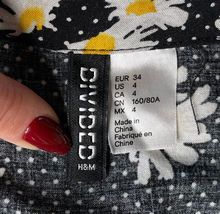 DIVIDED
H&M
EUR 34
US 4
CA 4
CN 160/80A
MX 4
Made in
China
Fabriqué en
Chine